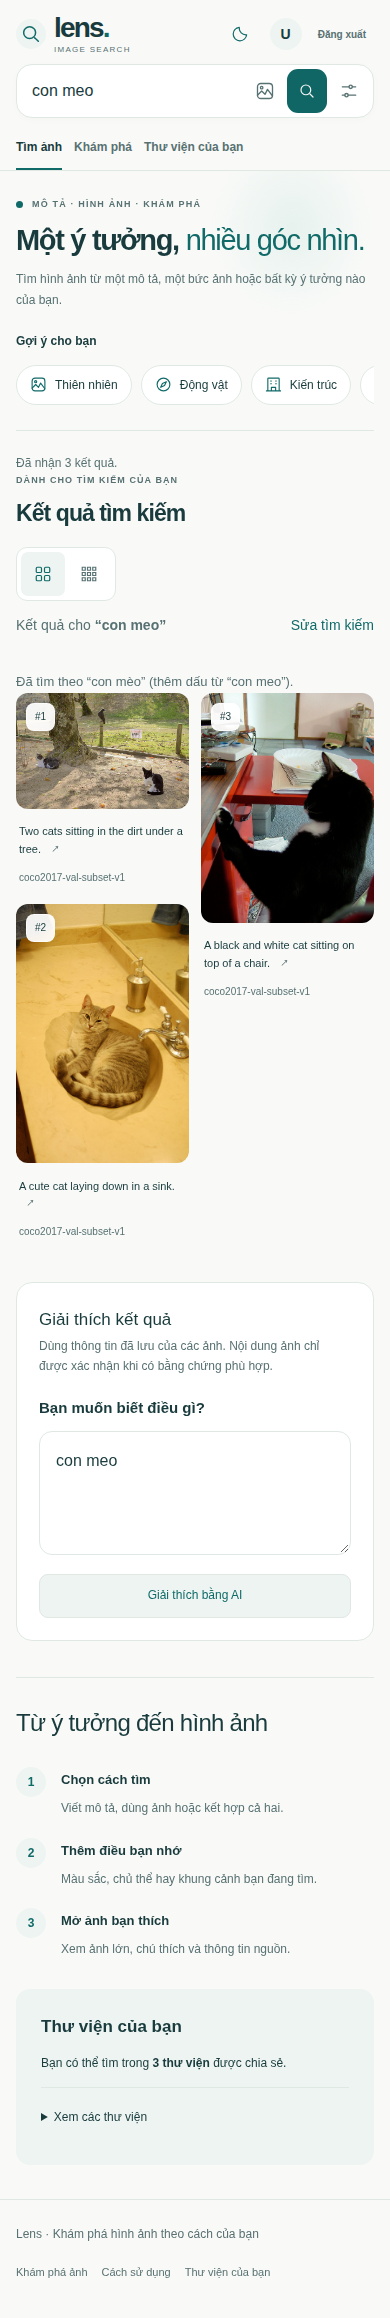 lens.
IMAGE SEARCH
U
Đăng xuất
con meo
Tìm ảnh Khám phá Thư viện của bạn
MÔ TẢ · HÌNH ẢNH · KHÁM PHÁ
Một ý tưởng, nhiều góc nhìn.
Tìm hình ảnh từ một mô tả, một bức ảnh hoặc bất kỳ ý tưởng nào
của bạn.
Gợi ý cho bạn
Thiên nhiên Động vật Kiến trúc
Đã nhận 3 kết quả.
DÀNH CHO TÌM KIẾM CỦA BẠN
Kết quả tìm kiếm
Kết quả cho “con meo” Sửa tìm kiếm
Đã tìm theo “con mèo” (thêm dấu từ “con meo”).
#1
Two cats sitting in the dirt under a
tree. ↗
coco2017-val-subset-v1
#2
A cute cat laying down in a sink.
↗
coco2017-val-subset-v1
#3
A black and white cat sitting on
top of a chair. ↗
coco2017-val-subset-v1
Giải thích kết quả
Dùng thông tin đã lưu của các ảnh. Nội dung ảnh chỉ
được xác nhận khi có bằng chứng phù hợp.
Bạn muốn biết điều gì?
con meo
Giải thích bằng AI
Từ ý tưởng đến hình ảnh
1 Chọn cách tìm
Viết mô tả, dùng ảnh hoặc kết hợp cả hai.
2 Thêm điều bạn nhớ
Màu sắc, chủ thể hay khung cảnh bạn đang tìm.
3 Mở ảnh bạn thích
Xem ảnh lớn, chú thích và thông tin nguồn.
Thư viện của bạn
Bạn có thể tìm trong 3 thư viện được chia sẻ.
Xem các thư viện
Lens · Khám phá hình ảnh theo cách của bạn
Khám phá ảnh Cách sử dụng Thư viện của bạn